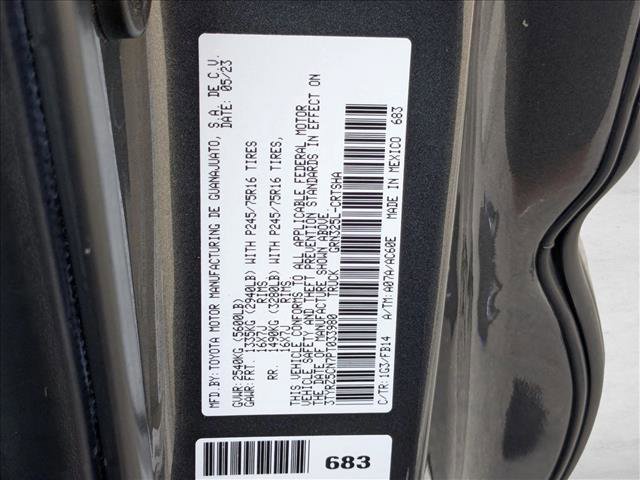 MFD.BY:TOYOTA MOTOR MANUFACTURING DE GUANAJUATO, S.A. DE C.V.
DATE: 05/23
GVWR:2540KG (5600LB)
GAWR:FRT. 1335KG (2940LB) WITH P245/75R16 TIRES
16X7J RIMS
RR. 1490KG (3280LB) WITH P245/75R16 TIRES,
16X7J RIMS
THIS VEHICLE CONFORMS TO ALL APPLICABLE FEDERAL MOTOR
VEHICLE SAFETY AND THEFT PREVENTION STANDARDS IN EFFECT ON
THE DATE OF MANUFACTURE SHOWN ABOVE.
3TYRZ5CN7PT033980 TRUCK GRN325L-CRTSHA
C/TR:1G3/FB14 A/TM:A07A/AC60E MADE IN MEXICO 683
683